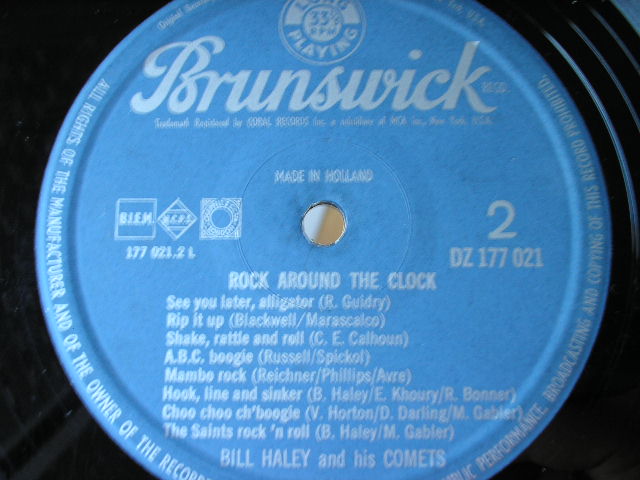 LONG
33⅓
RPM
PLAYING
Brunswick
Trademark Registered by CORAL RECORDS Inc. a subsidiary of MCA Inc., New York, U.S.A.
MADE IN HOLLAND
B.I.E.M.
177 021.2 L
2
DZ 177 021
ROCK AROUND THE CLOCK
See you later, alligator (R. Guidry)
Rip it up (Blackwell/Marascalco)
Shake, rattle and roll (C. E. Calhoun)
A.B.C. boogie (Russell/Spickol)
Mambo rock (Reichner/Phillips/Avre)
Hook, line and sinker (B. Haley/E. Khoury/R. Bonner)
Choo choo ch'boogie (V. Horton/D. Darling/M. Gabler)
The Saints rock 'n roll (B. Haley/M. Gabler)
BILL HALEY and his COMETS
ALL RIGHTS OF THE MANUFACTURER AND OF THE OWNER OF THE RECORDED
PUBLIC PERFORMANCE, BROADCASTING AND COPYING OF THIS RECORD PROHIBITED.